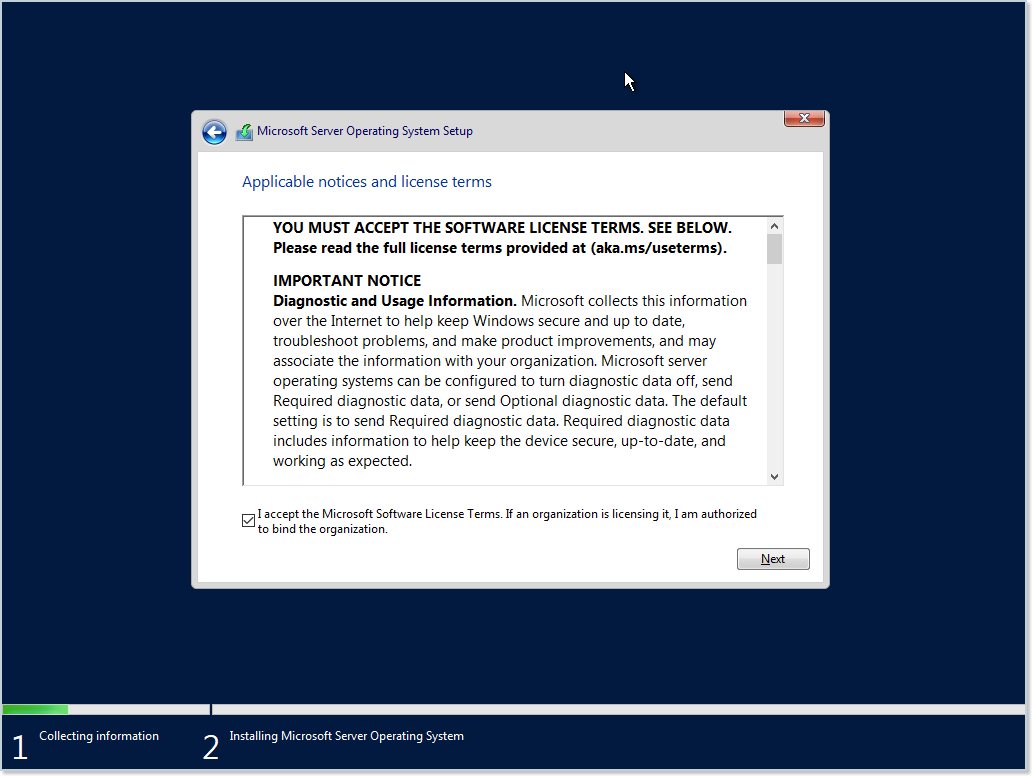 Microsoft Server Operating System Setup
Applicable notices and license terms
YOU MUST ACCEPT THE SOFTWARE LICENSE TERMS. SEE BELOW.
Please read the full license terms provided at (aka.ms/useterms).
IMPORTANT NOTICE
Diagnostic and Usage Information. Microsoft collects this information
over the Internet to help keep Windows secure and up to date,
troubleshoot problems, and make product improvements, and may
associate the information with your organization. Microsoft server
operating systems can be configured to turn diagnostic data off, send
Required diagnostic data, or send Optional diagnostic data. The default
setting is to send Required diagnostic data. Required diagnostic data
includes information to help keep the device secure, up-to-date, and
working as expected.
I accept the Microsoft Software License Terms. If an organization is licensing it, I am authorized
to bind the organization.
Next
1 Collecting information
2 Installing Microsoft Server Operating System